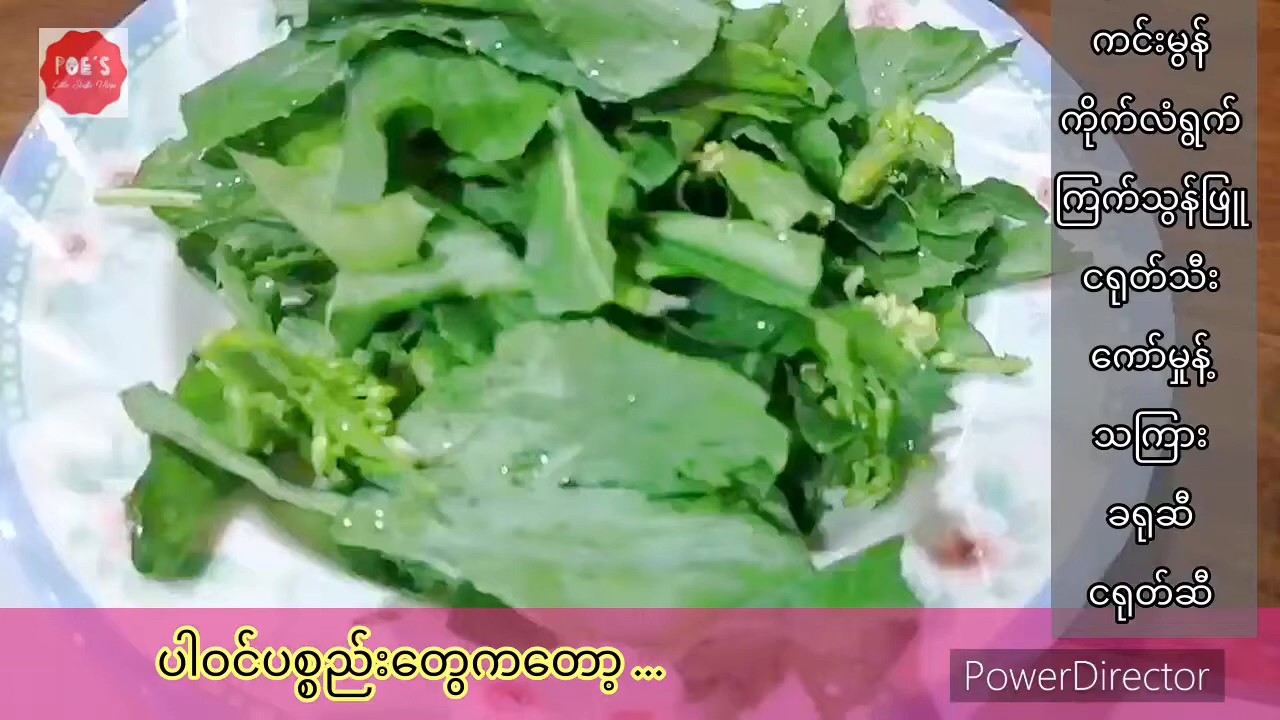 POE'S
ကင်းမွန်
ကိုက်လံရွက်
ကြက်သွန်ဖြူ
ငရုတ်သီး
ကော်မှုန့်
သကြား
ခရုဆီ
ငရုတ်ဆီ
ပါဝင်ပစ္စည်းတွေကတော့ ...
PowerDirector